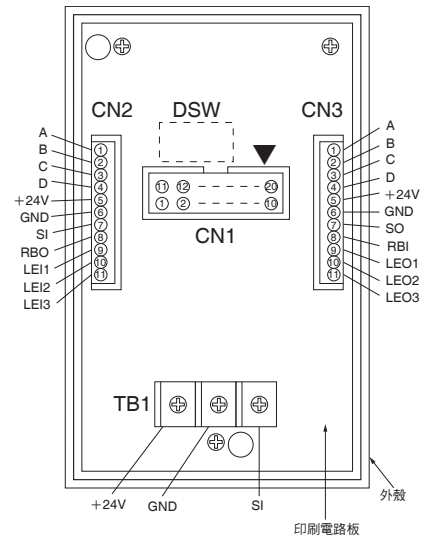 CN2 DSW CN3
A
B
C
D
+24V
GND
SI
RBO
LEI1
LEI2
LEI3
1
2
3
4
5
6
7
8
9
10
11
11 12 20
1 2 10
CN1
1
2
3
4
5
6
7
8
9
10
11
A
B
C
D
+24V
GND
SO
RBI
LEO1
LEO2
LEO3
TB1
+24V GND SI
外殼
印刷電路板